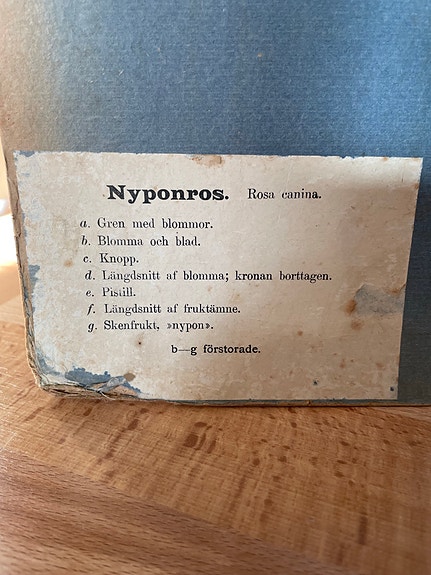 Nyponros. Rosa canina.
a. Gren med blommor.
b. Blomma och blad.
c. Knopp.
d. Längdsnitt af blomma; kronan borttagen.
e. Pistill.
f. Längdsnitt af fruktämne.
g. Skenfrukt, »nypon».
b—g förstorade.